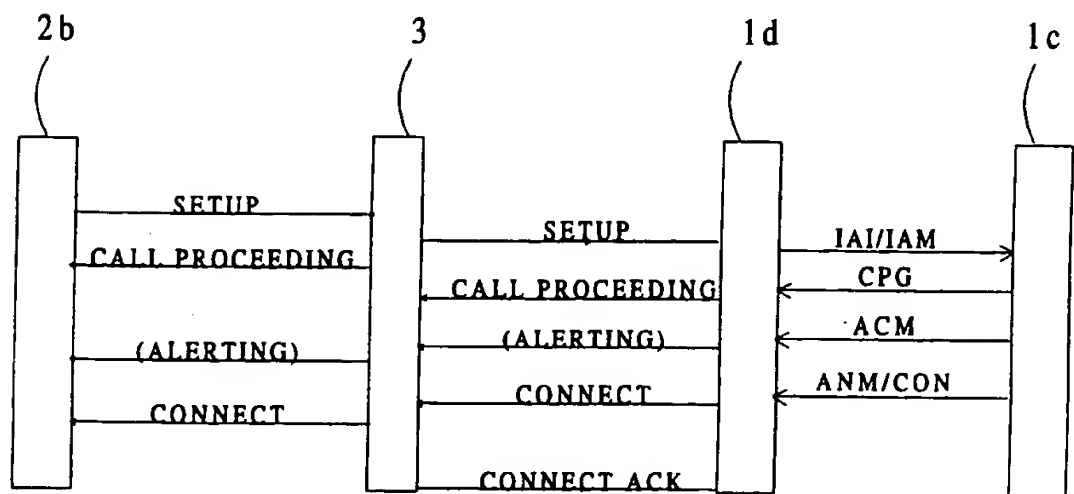 2b
3
1d
1c
SETUP
SETUP
IAI/IAM
CALL PROCEEDING
CPG
CALL PROCEEDING
ACM
(ALERTING)
(ALERTING)
ANM/CON
CONNECT
CONNECT
CONNECT ACK